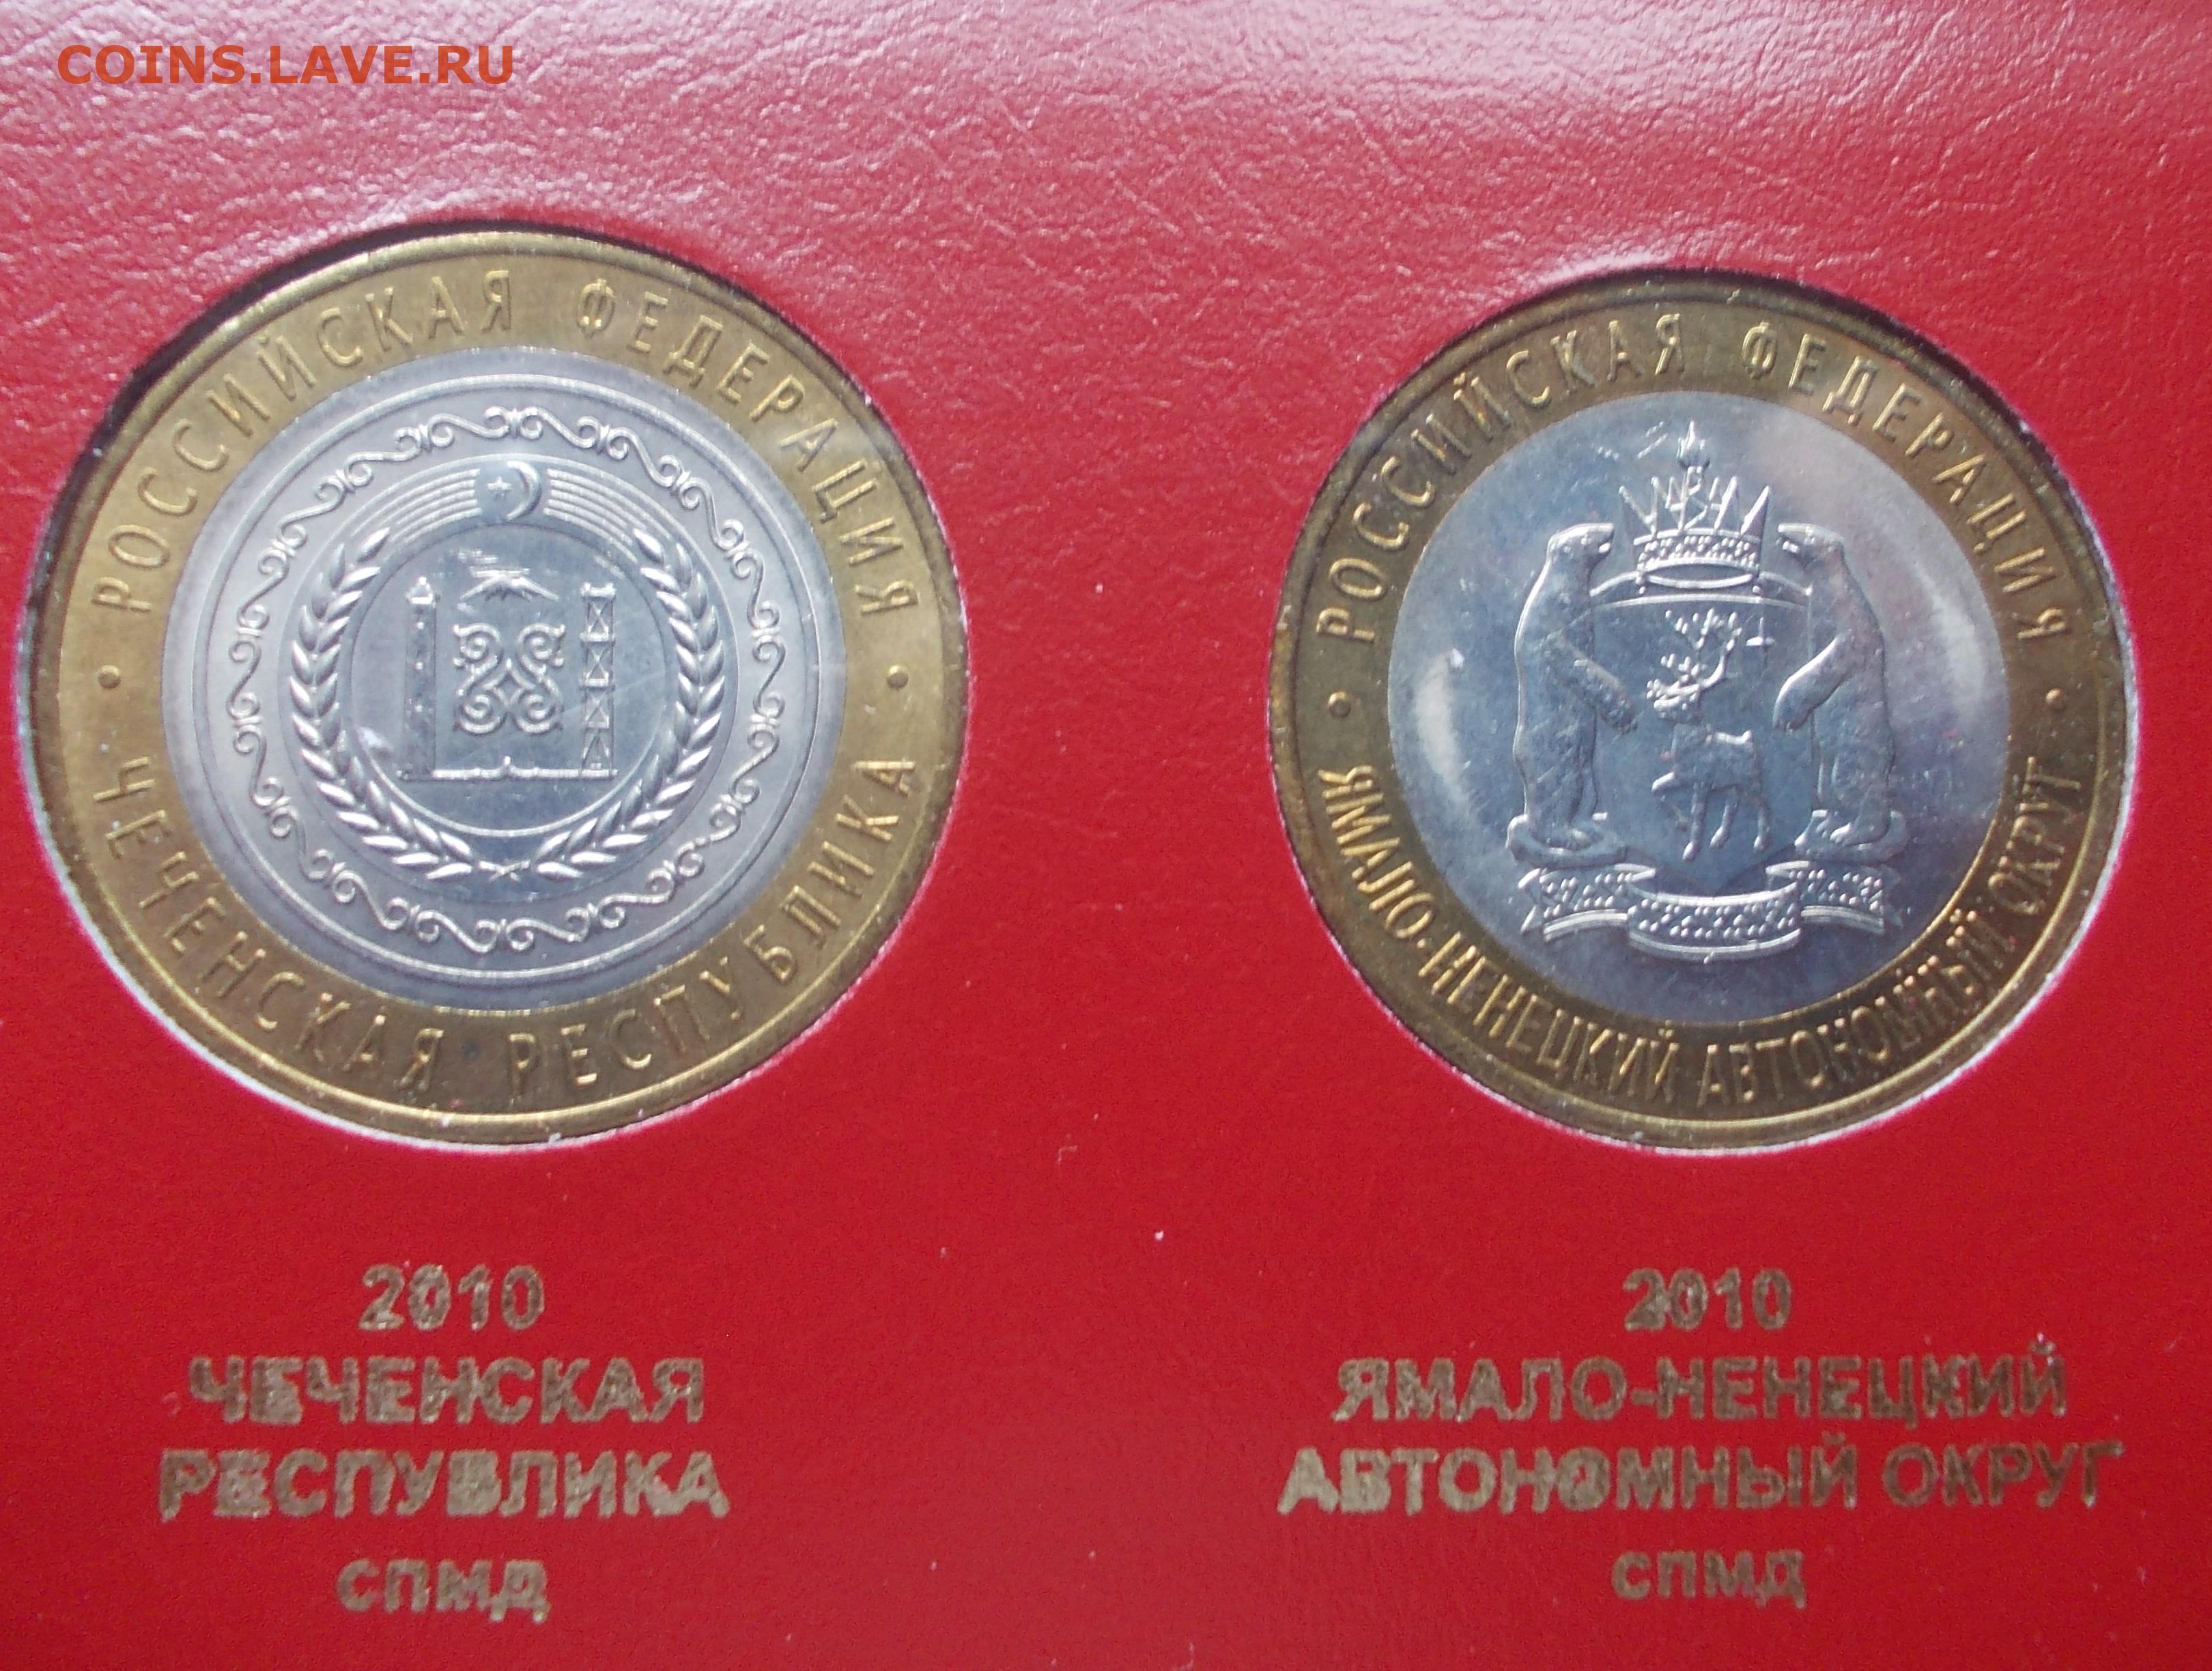 COINS.LAVE.RU
РОССИЙСКАЯ ФЕДЕРАЦИЯ
ЧЕЧЕНСКАЯ РЕСПУБЛИКА
РОССИЙСКАЯ ФЕДЕРАЦИЯ
ЯМАЛО-НЕНЕЦКИЙ АВТОНОМНЫЙ ОКРУГ
2010
ЧЕЧЕНСКАЯ
РЕСПУБЛИКА
СПМД
2010
ЯМАЛО-НЕНЕЦКИЙ
АВТОНОМНЫЙ ОКРУГ
СПМД